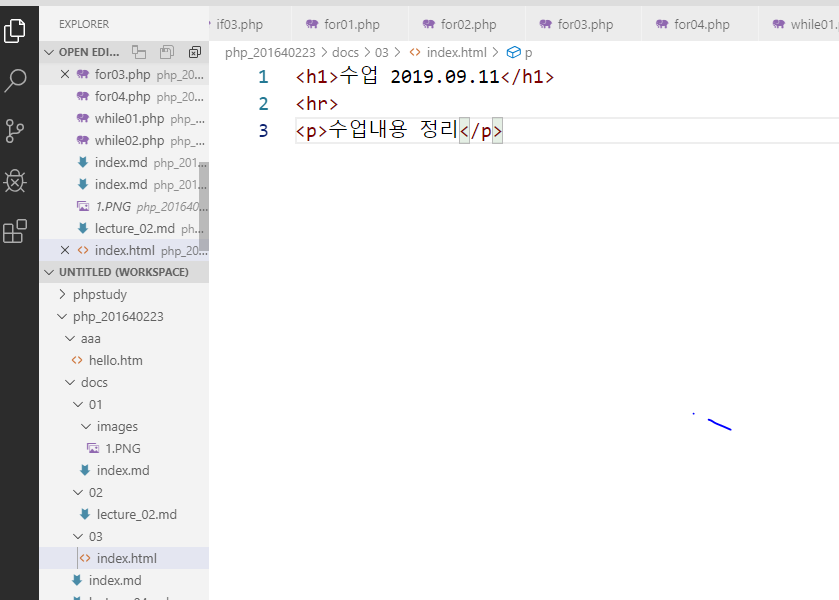 EXPLORER
OPEN EDI...
for03.php php_20...
for04.php php_20...
while01.php php_...
while02.php php_...
index.md php_201...
index.md php_201...
1.PNG php_201640...
lecture_02.md ph...
index.html php_20...
UNTITLED (WORKSPACE)
phpstudy
php_201640223
aaa
hello.htm
docs
01
images
1.PNG
index.md
02
lecture_02.md
03
index.html
index.md
if03.php for01.php for02.php for03.php for04.php while01.
php_201640223 > docs > 03 > index.html > p
1 <h1>수업 2019.09.11</h1>
2 <hr>
3 <p>수업내용 정리</p>